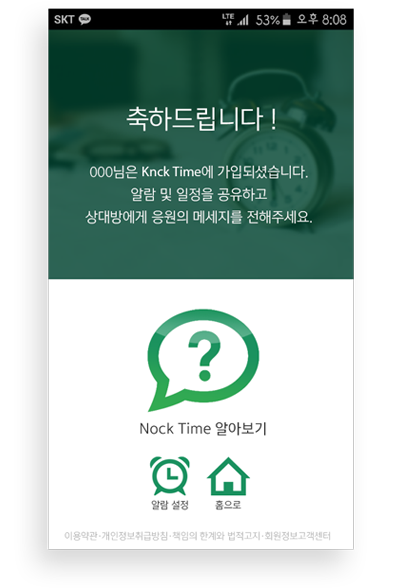 SKT TALK LTE 53% 오후 8:08
축하드립니다 !
000님은 Knck Time에 가입되셨습니다.
알람 및 일정을 공유하고
상대방에게 응원의 메세지를 전해주세요.
?
Nock Time 알아보기
알람 설정 홈으로
이용약관·개인정보취급방침·책임의 한계와 법적고지·회원정보고객센터